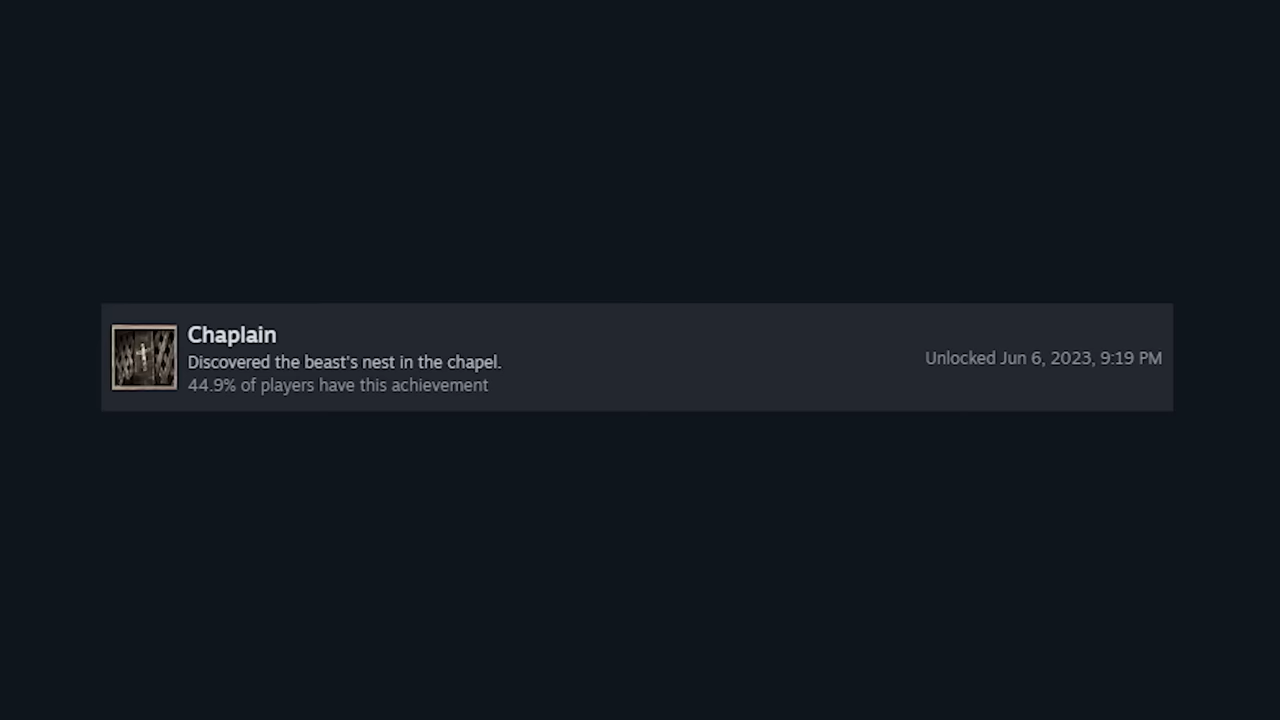 Chaplain
Discovered the beast's nest in the chapel.
44.9% of players have this achievement
Unlocked Jun 6, 2023, 9:19 PM